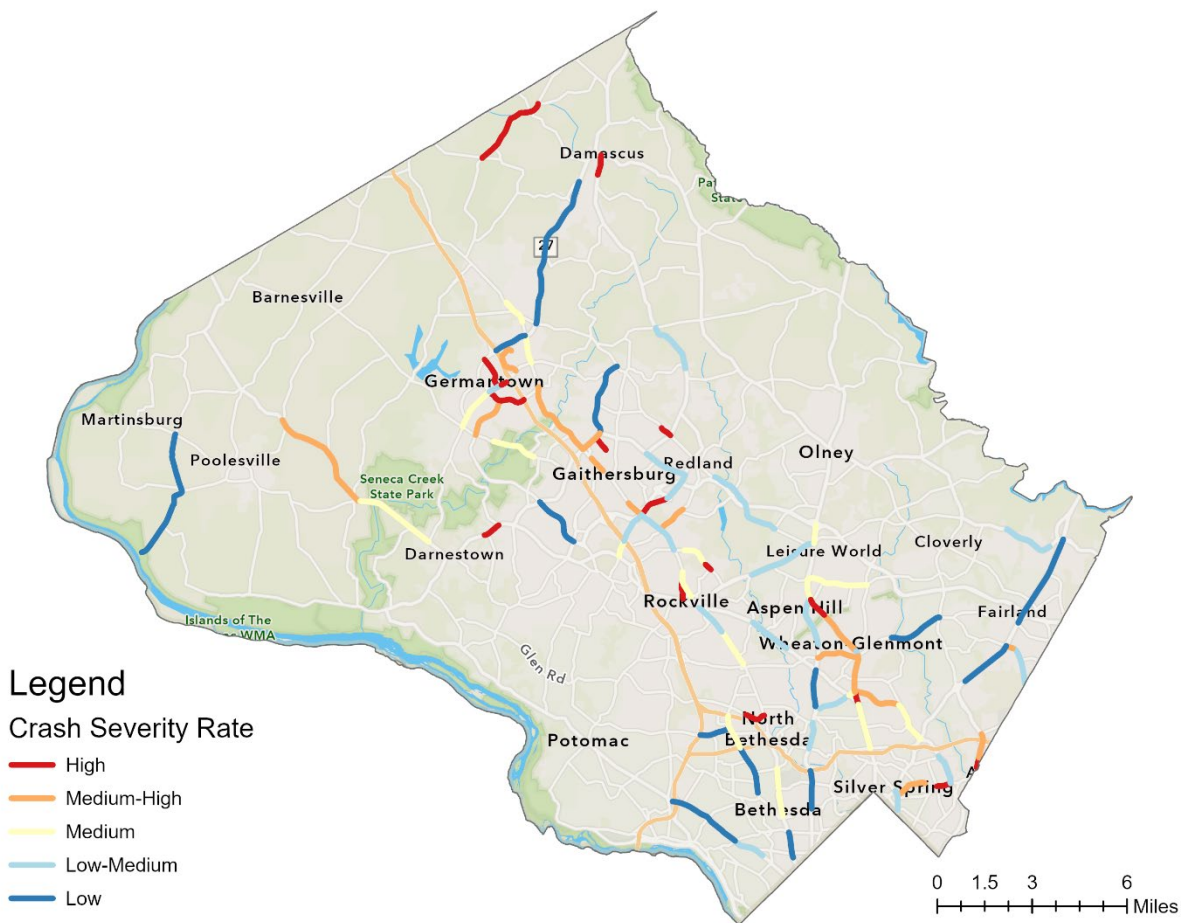 Damascus
Pa
State
27
Barnesville
Germantown
Martinsburg
Poolesville
Seneca Creek
State Park
Gaithersburg
Redland
Olney
Darnestown
Leisure World
Cloverly
Rockville
Aspen Hill
Fairland
Islands of The
WMA
Wheaton-Glenmont
Glen Rd
North
Bethesda
Potomac
Silver Spring
A
Bethesda
Legend
Crash Severity Rate
High
Medium-High
Medium
Low-Medium
Low
0 1.5 3 6
Miles